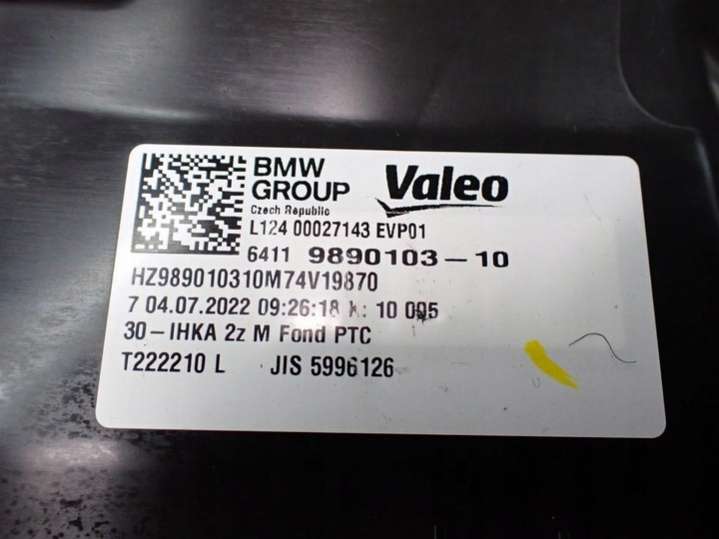 BMW
GROUP
Valeo
Czech Republic
L124 00027143 EVP01
6411 9890103-10
HZ989010310M74V19870
7 04.07.2022 09:26:18 K: 10 005
30-IHKA 2z M Fond PTC
T222210 L JIS 5996126